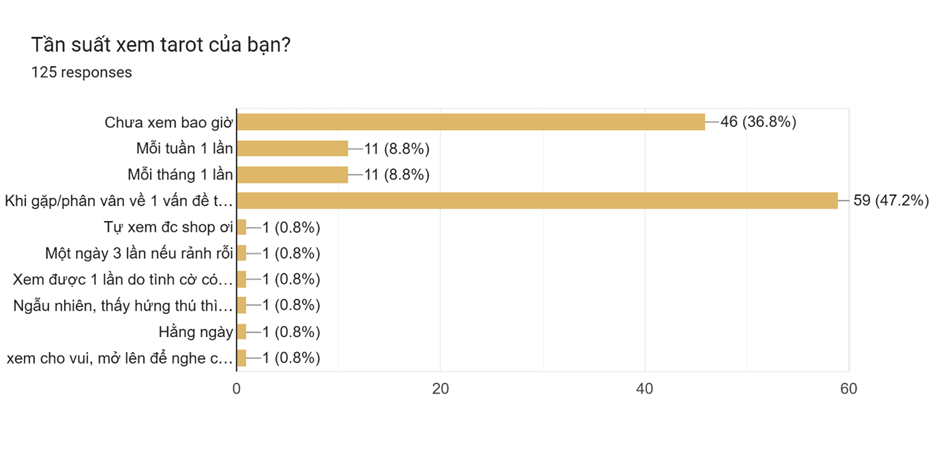 Tần suất xem tarot của bạn?
125 responses
Chưa xem bao giờ 46 (36.8%)
Mỗi tuần 1 lần 11 (8.8%)
Mỗi tháng 1 lần 11 (8.8%)
Khi gặp/phân vân về 1 vấn đề t… 59 (47.2%)
Tự xem đc shop ơi 1 (0.8%)
Một ngày 3 lần nếu rảnh rỗi 1 (0.8%)
Xem được 1 lần do tình cờ có… 1 (0.8%)
Ngẫu nhiên, thấy hứng thú thì… 1 (0.8%)
Hằng ngày 1 (0.8%)
xem cho vui, mở lên để nghe c… 1 (0.8%)
0 20 40 60